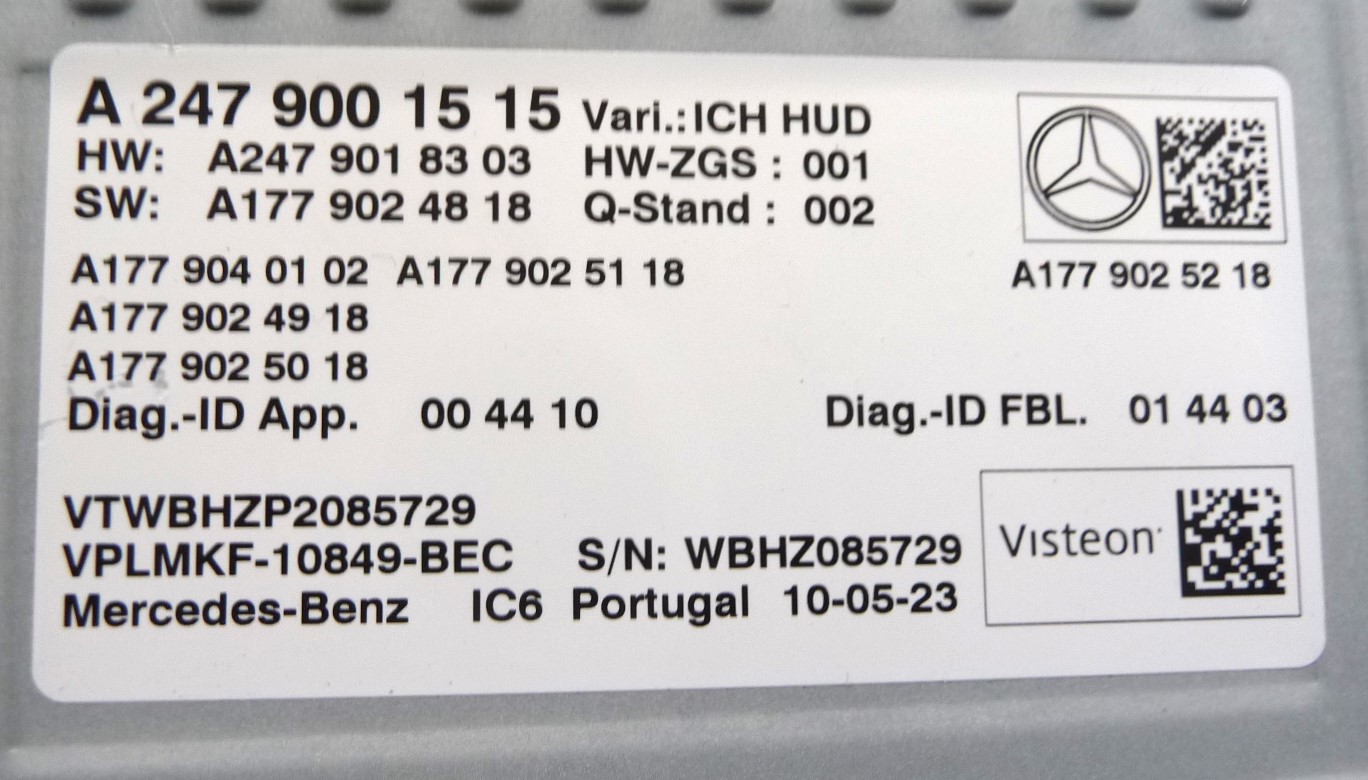 A 247 900 15 15 Vari.: ICH HUD
HW: A247 901 83 03 HW-ZGS : 001
SW: A177 902 48 18 Q-Stand : 002
A177 904 01 02 A177 902 51 18 A177 902 52 18
A177 902 49 18
A177 902 50 18
Diag.-ID App. 00 44 10 Diag.-ID FBL. 01 44 03
VTWBHZP2085729
VPLMKF-10849-BEC S/N: WBHZ085729
Mercedes-Benz IC6 Portugal 10-05-23
Visteon